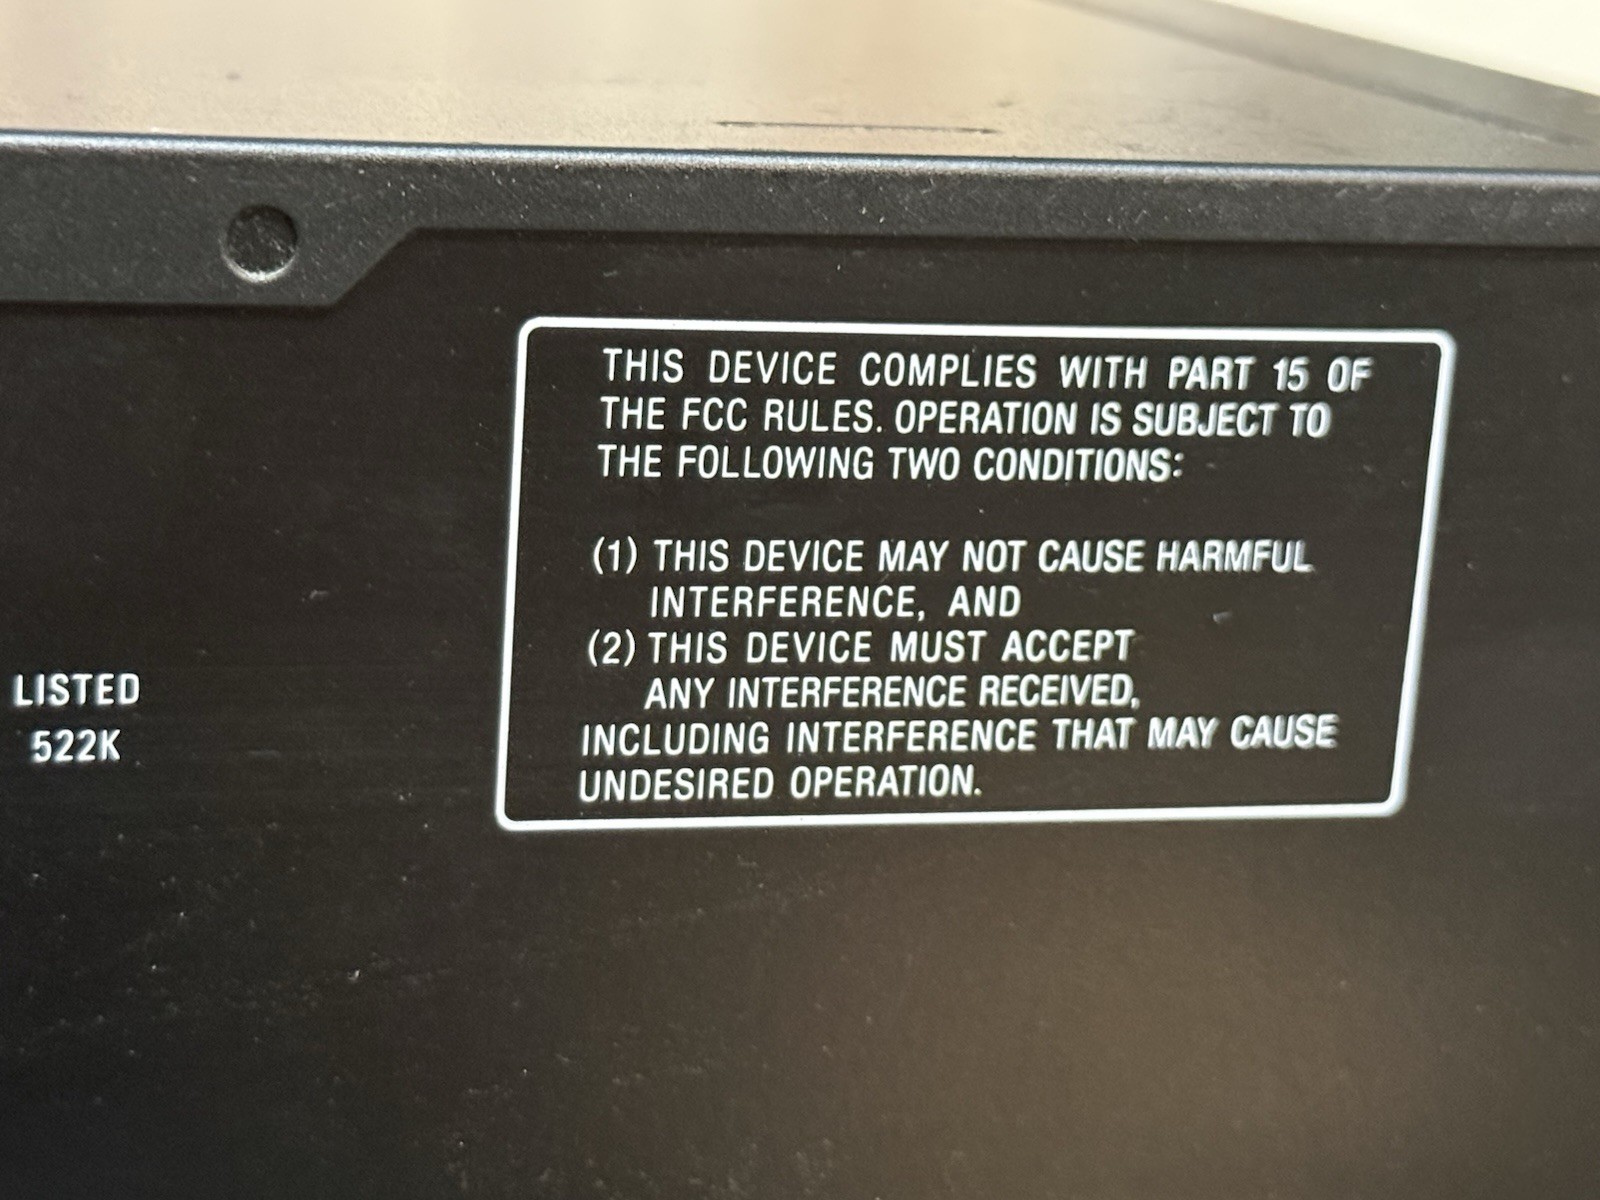 THIS DEVICE COMPLIES WITH PART 15 OF
THE FCC RULES. OPERATION IS SUBJECT TO
THE FOLLOWING TWO CONDITIONS:
(1) THIS DEVICE MAY NOT CAUSE HARMFUL
INTERFERENCE, AND
(2) THIS DEVICE MUST ACCEPT
ANY INTERFERENCE RECEIVED,
INCLUDING INTERFERENCE THAT MAY CAUSE
UNDESIRED OPERATION.
LISTED
522K